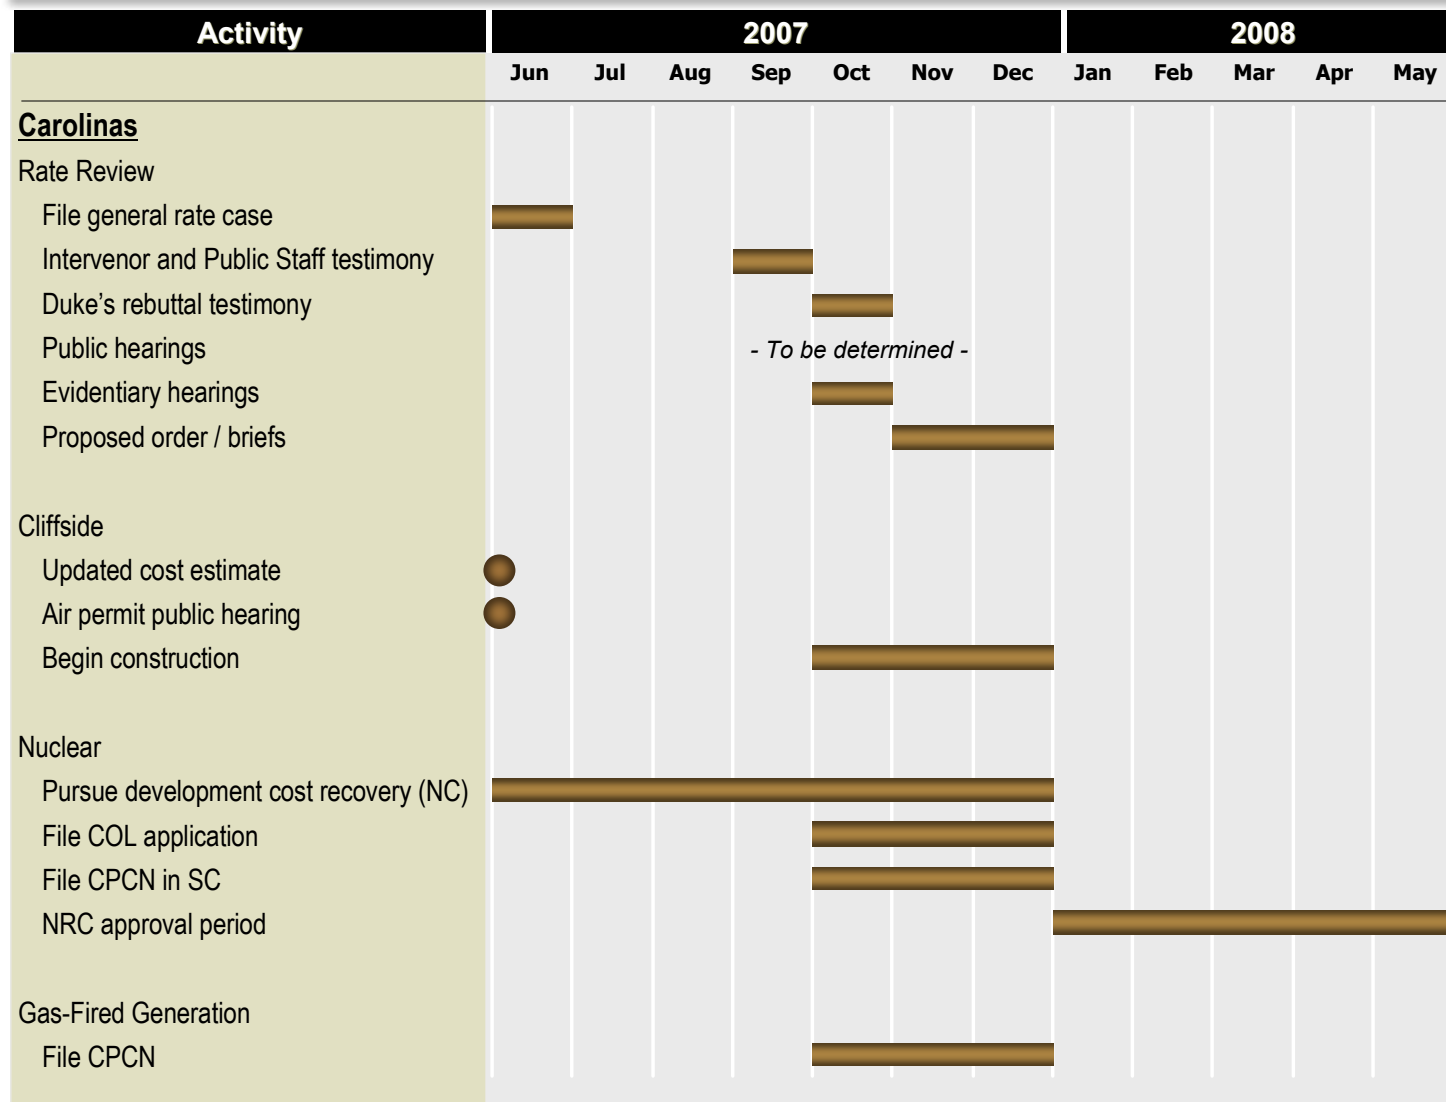 Activity 2007 2008
Jun Jul Aug Sep Oct Nov Dec Jan Feb Mar Apr May
Carolinas
Rate Review
File general rate case
Intervenor and Public Staff testimony
Duke’s rebuttal testimony
Public hearings - To be determined -
Evidentiary hearings
Proposed order / briefs
Cliffside
Updated cost estimate
Air permit public hearing
Begin construction
Nuclear
Pursue development cost recovery (NC)
File COL application
File CPCN in SC
NRC approval period
Gas-Fired Generation
File CPCN